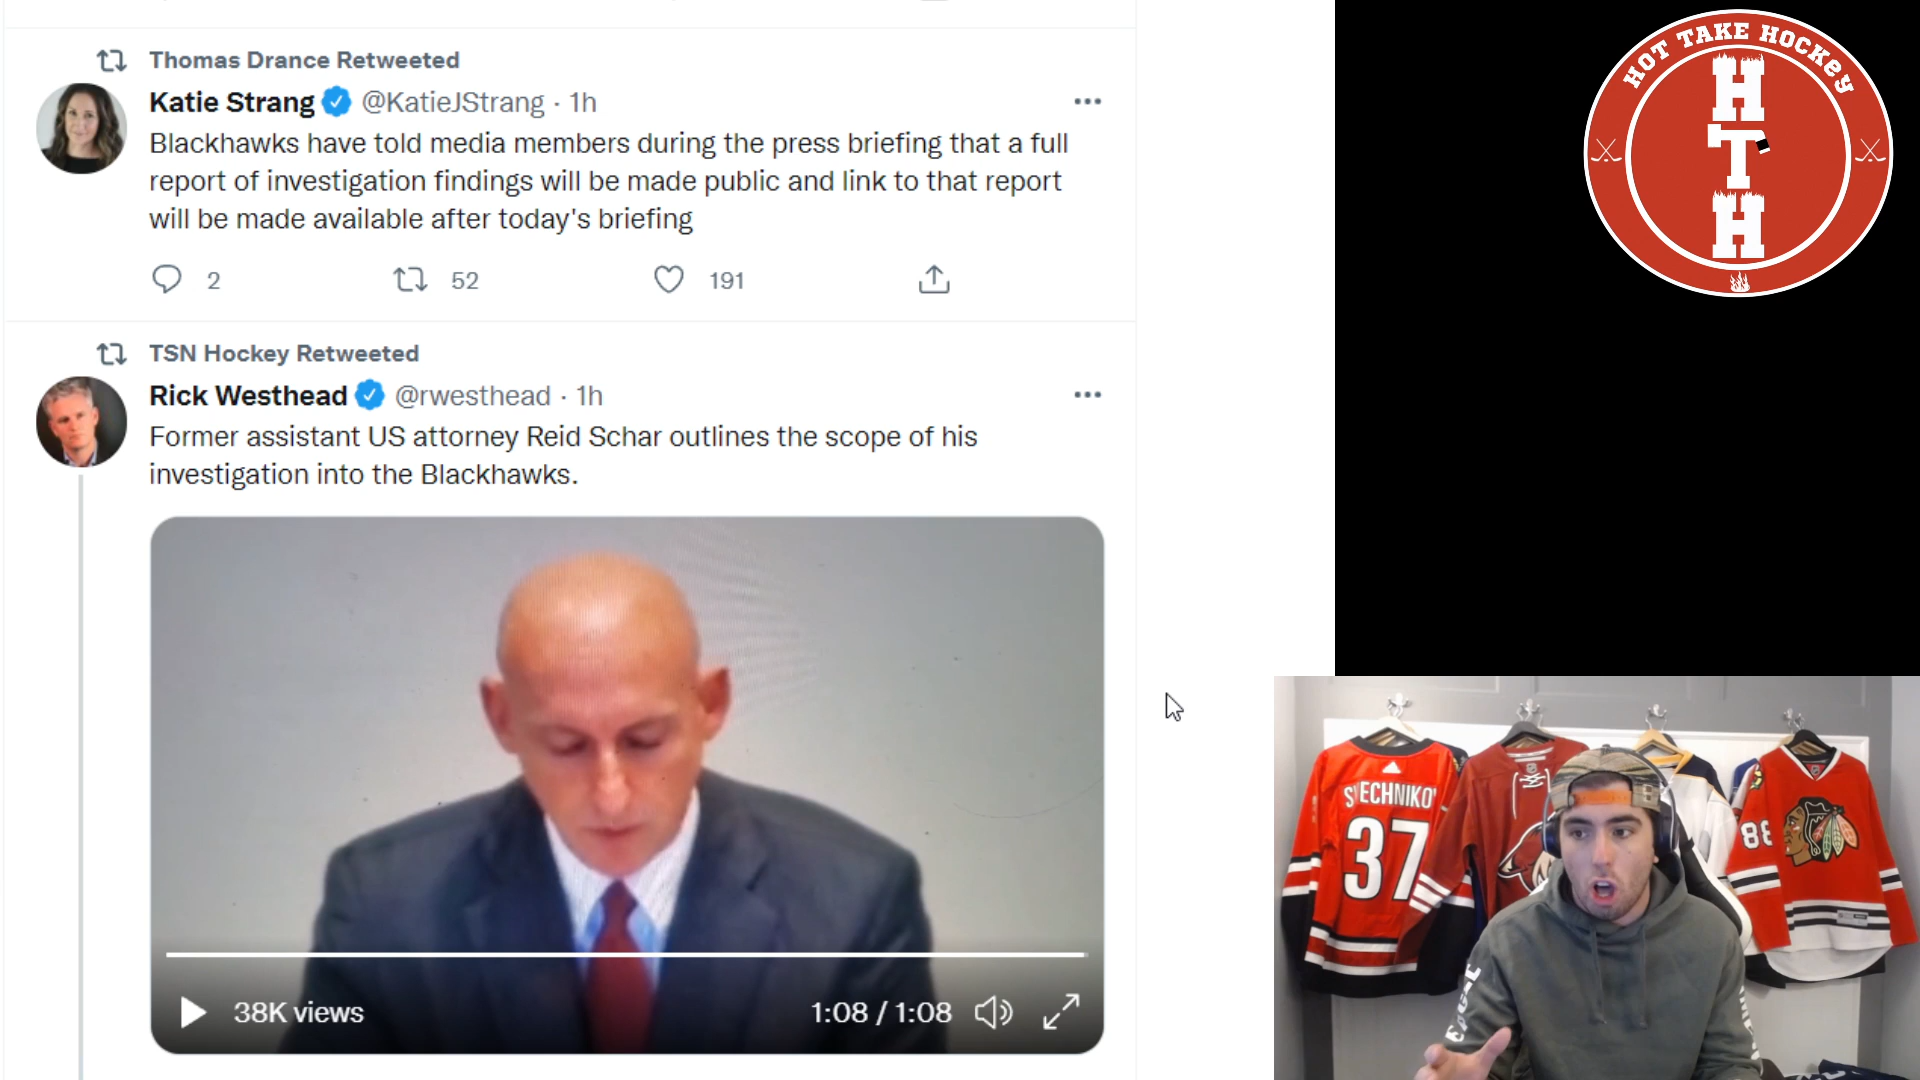 Thomas Drance Retweeted
Katie Strang @KatieJStrang · 1h
Blackhawks have told media members during the press briefing that a full
report of investigation findings will be made public and link to that report
will be made available after today's briefing
2 52 191
TSN Hockey Retweeted
Rick Westhead @rwesthead · 1h
Former assistant US attorney Reid Schar outlines the scope of his
investigation into the Blackhawks.
38K views 1:08 / 1:08
HOT TAKE HOCKEY
H
T
H
SVECHNIKOV
37
88